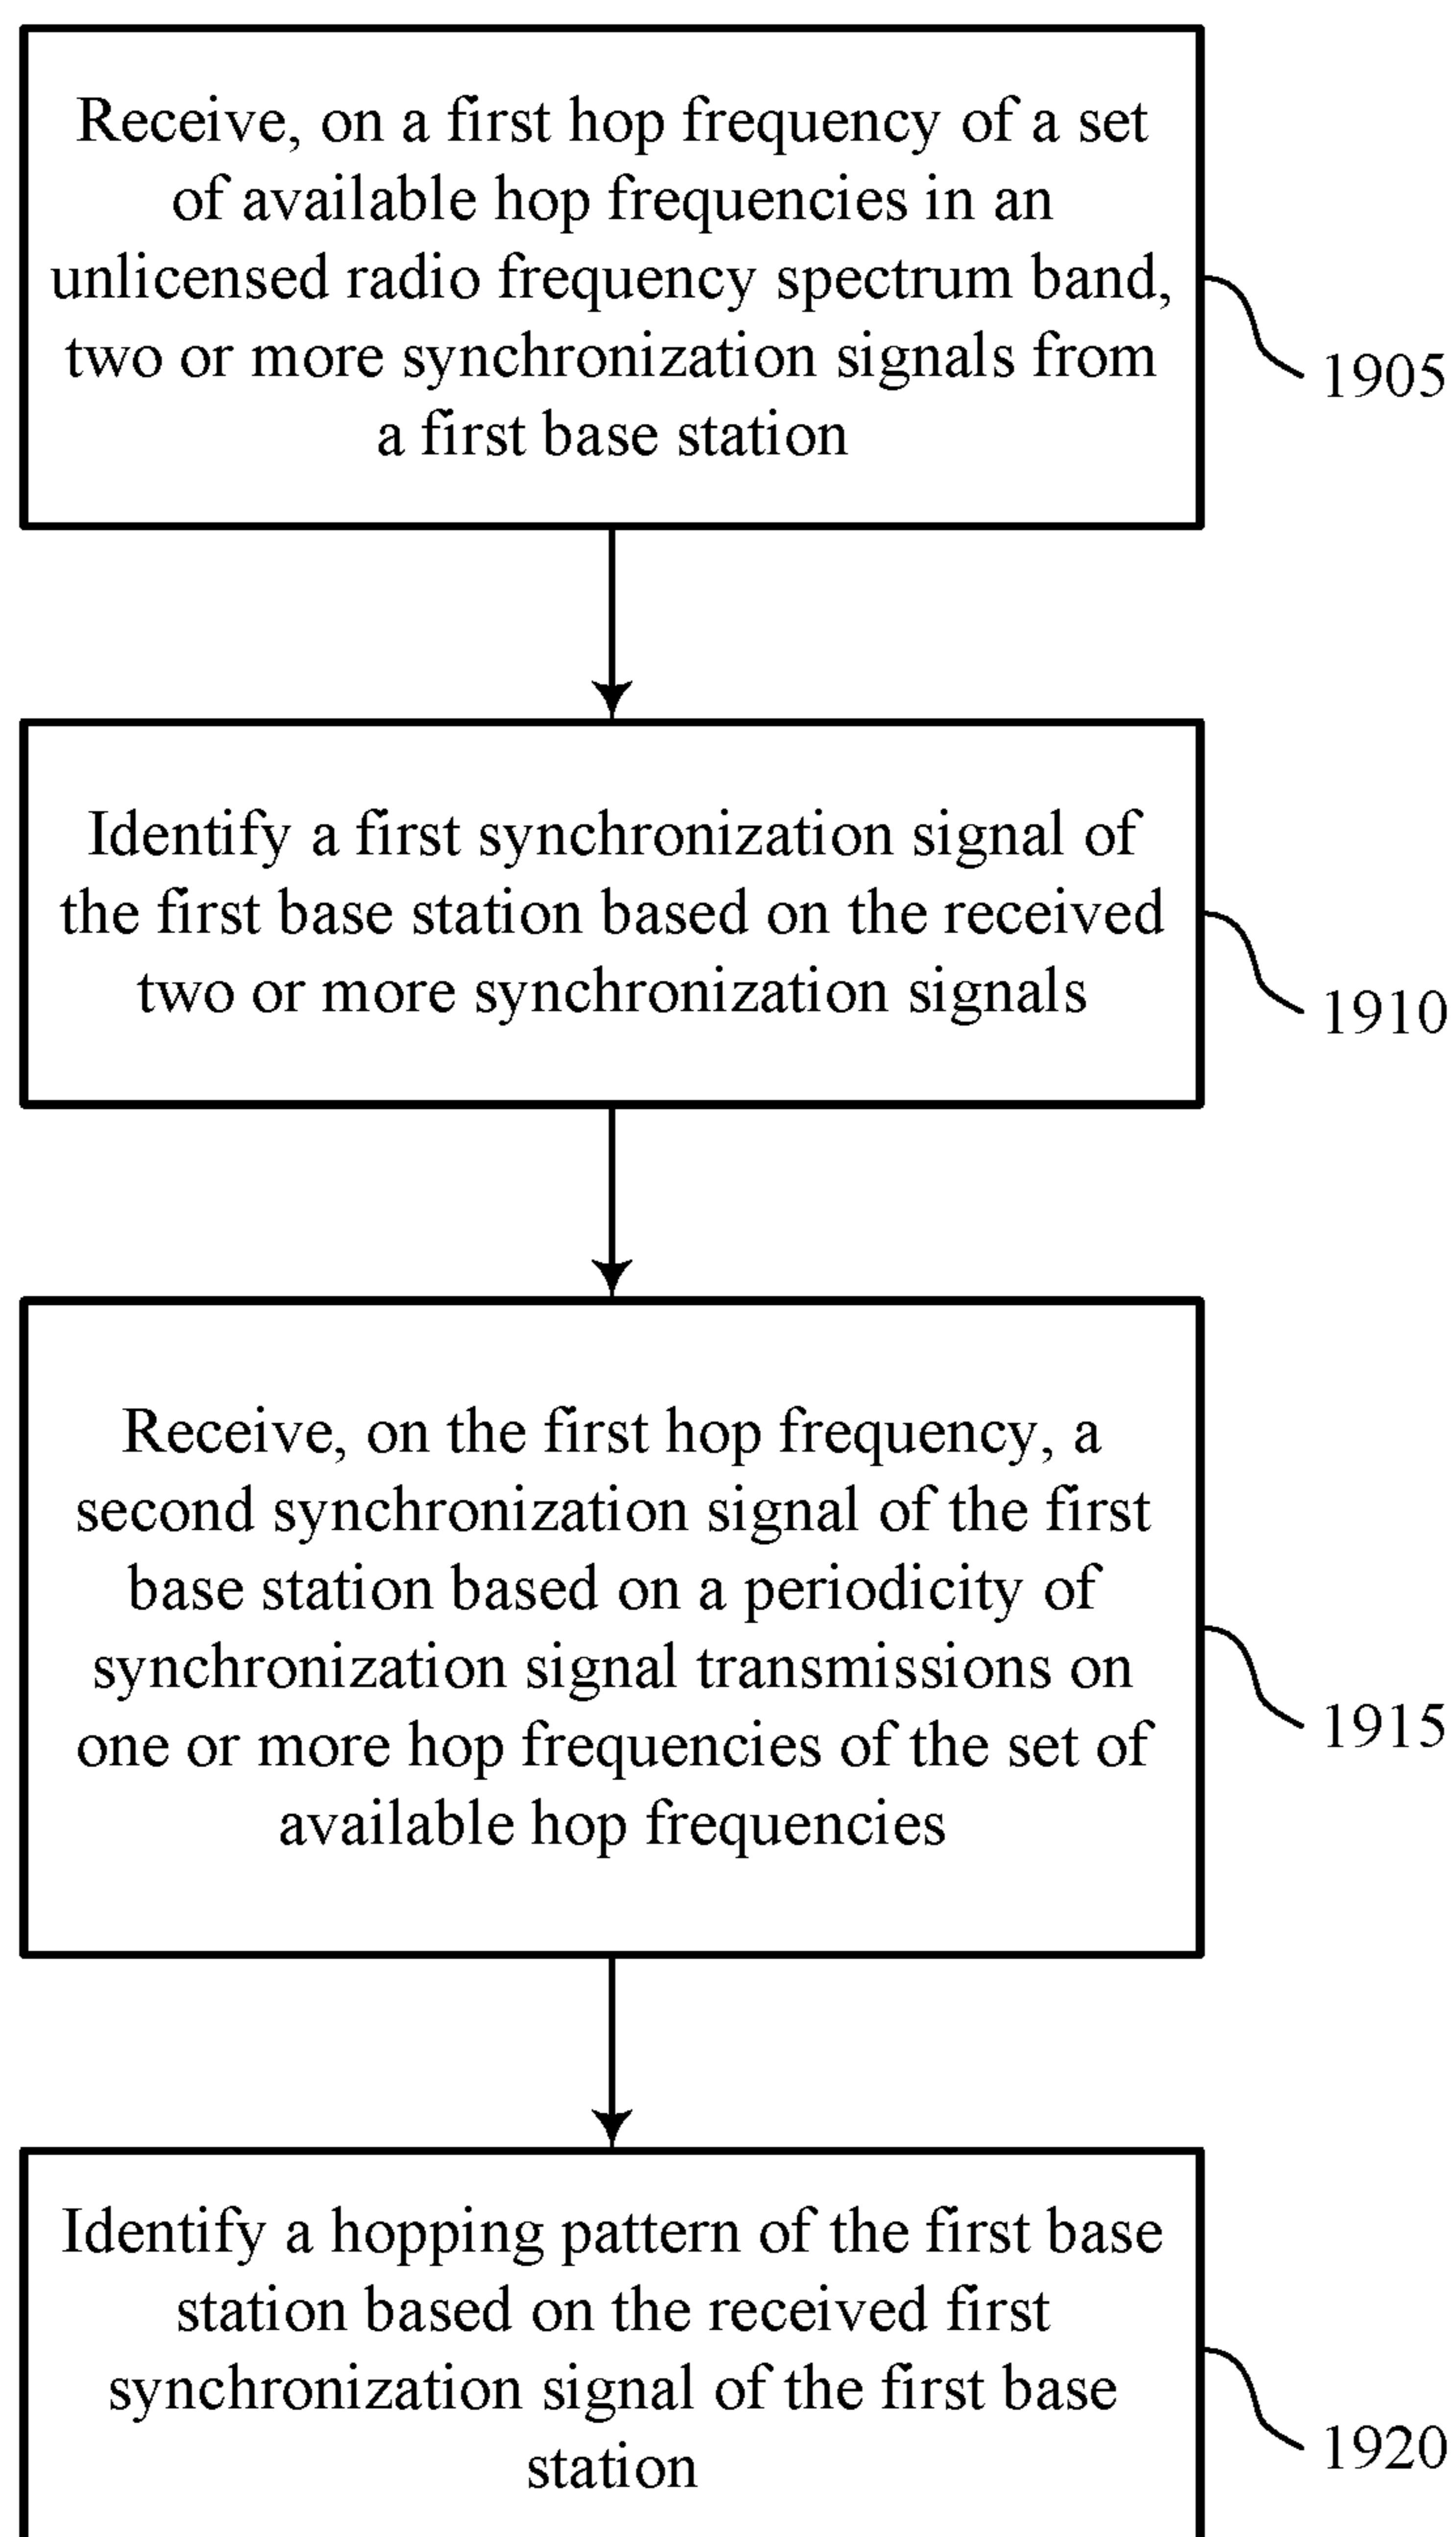 Receive, on a first hop frequency of a set
of available hop frequencies in an
unlicensed radio frequency spectrum band,
two or more synchronization signals from
a first base station
1905
Identify a first synchronization signal of
the first base station based on the received
two or more synchronization signals
1910
Receive, on the first hop frequency, a
second synchronization signal of the first
base station based on a periodicity of
synchronization signal transmissions on
one or more hop frequencies of the set of
available hop frequencies
1915
Identify a hopping pattern of the first base
station based on the received first
synchronization signal of the first base
station
1920